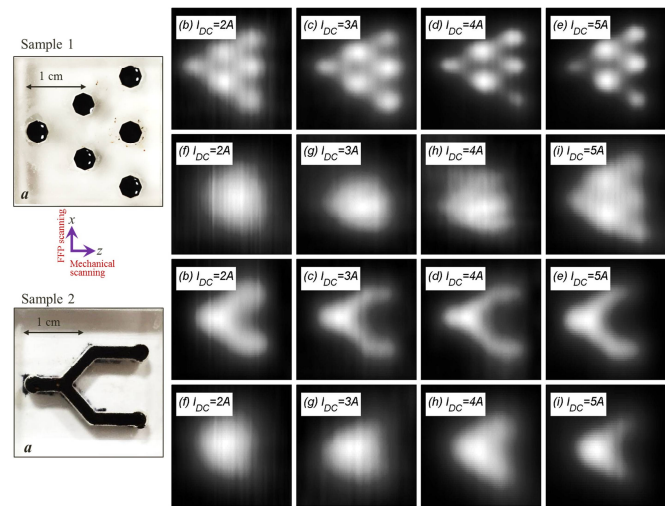 Sample 1
1 cm
a
x
z
FFP scanning
Mechanical
scanning
Sample 2
1 cm
a
(b) I_DC=2A
(c) I_DC=3A
(d) I_DC=4A
(e) I_DC=5A
(f) I_DC=2A
(g) I_DC=3A
(h) I_DC=4A
(i) I_DC=5A
(b) I_DC=2A
(c) I_DC=3A
(d) I_DC=4A
(e) I_DC=5A
(f) I_DC=2A
(g) I_DC=3A
(h) I_DC=4A
(i) I_DC=5A